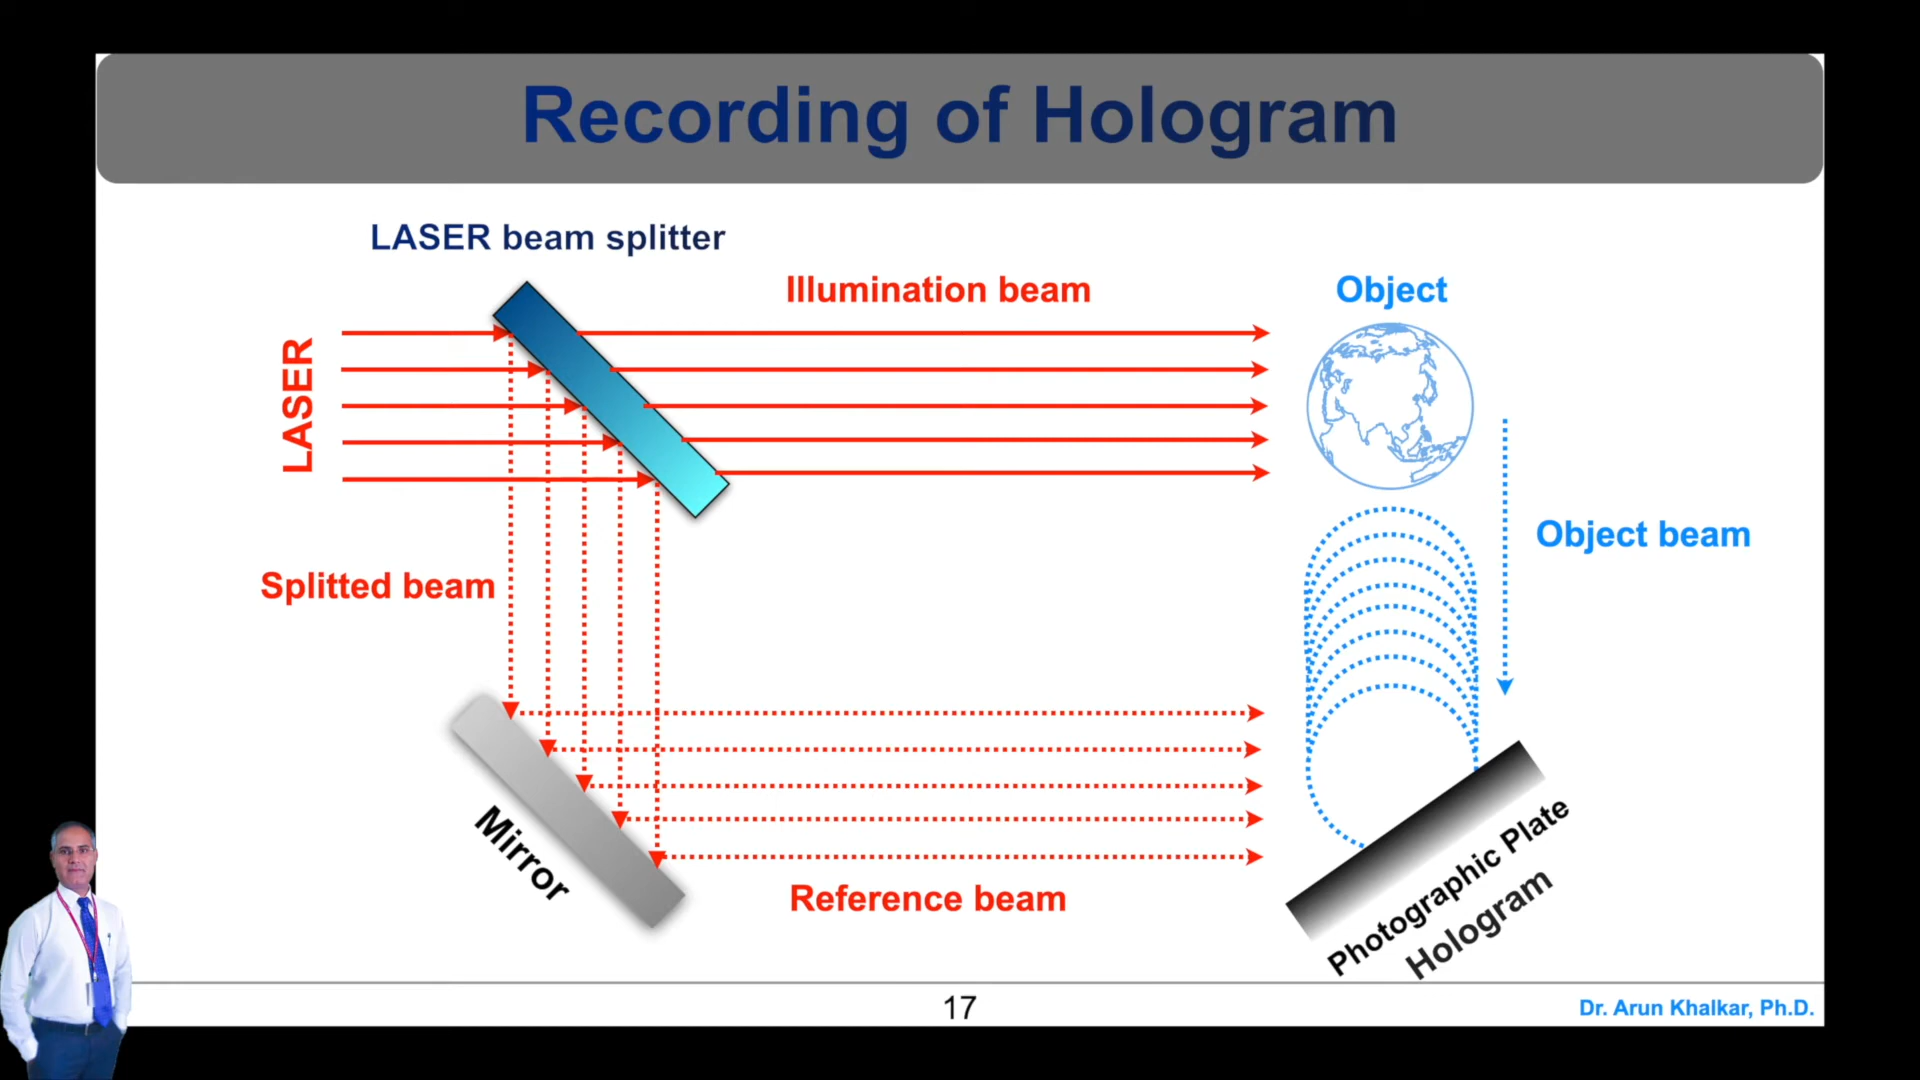 Recording of Hologram
LASER beam splitter
Illumination beam
Object
LASER
Object beam
Splitted beam
Mirror
Reference beam
Photographic Plate
Hologram
17
Dr. Arun Khalkar, Ph.D.